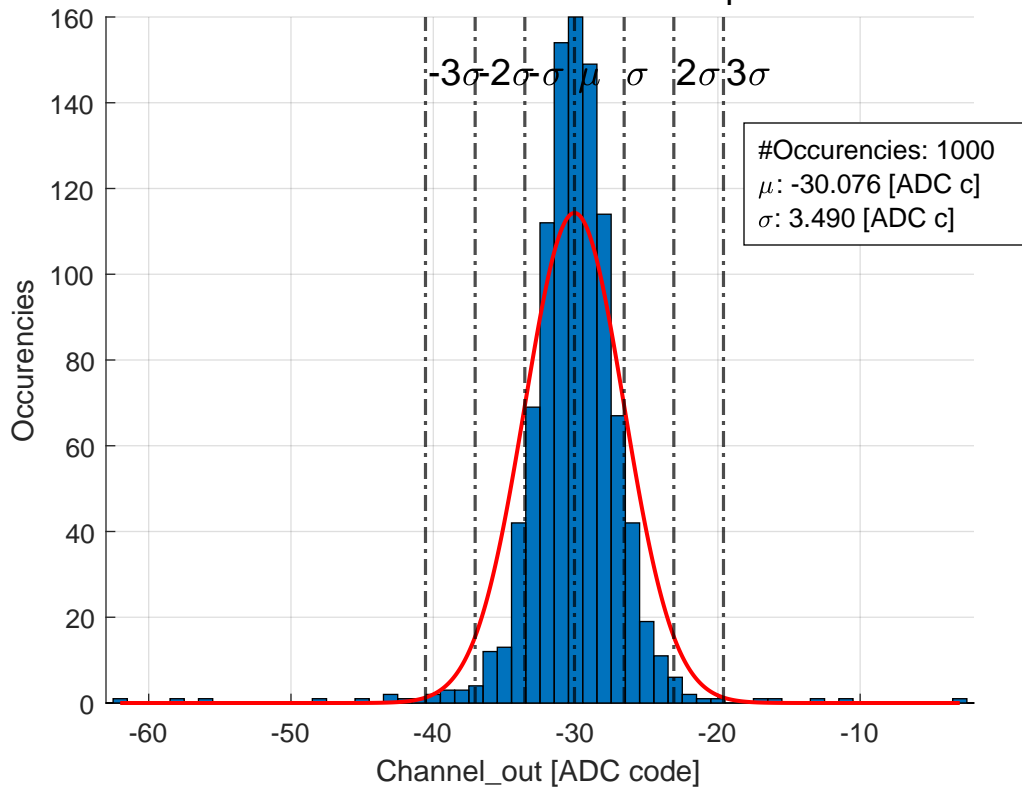 160
-3σ -2σ -σ μ σ 2σ 3σ
140
#Occurencies: 1000
μ: -30.076 [ADC c]
σ: 3.490 [ADC c]
120
100
80
60
40
20
0
Occurencies
-60 -50 -40 -30 -20 -10
Channel_out [ADC code]